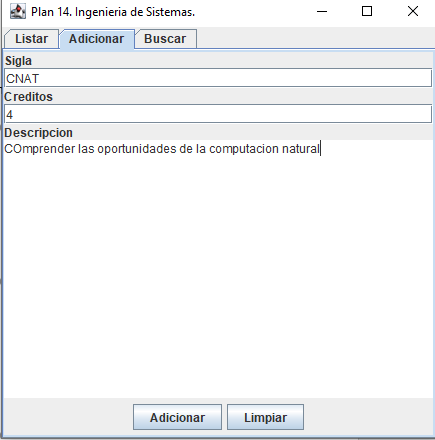 Plan 14. Ingenieria de Sistemas.
Listar Adicionar Buscar
Sigla
CNAT
Creditos
4
Descripcion
COmprender las oportunidades de la computacion natural
Adicionar Limpiar